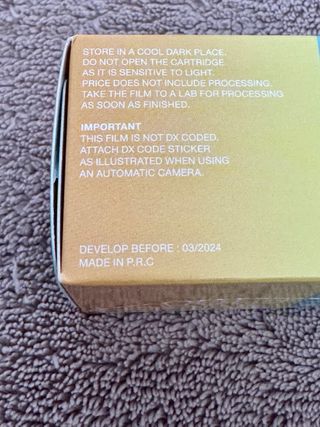 STORE IN A COOL DARK PLACE.
DO NOT OPEN THE CARTRIDGE
AS IT IS SENSITIVE TO LIGHT.
PRICE DOES NOT INCLUDE PROCESSING.
TAKE THE FILM TO A LAB FOR PROCESSING
AS SOON AS FINISHED.
IMPORTANT
THIS FILM IS NOT DX CODED.
ATTACH DX CODE STICKER
AS ILLUSTRATED WHEN USING
AN AUTOMATIC CAMERA.
DEVELOP BEFORE : 03/2024
MADE IN P.R.C